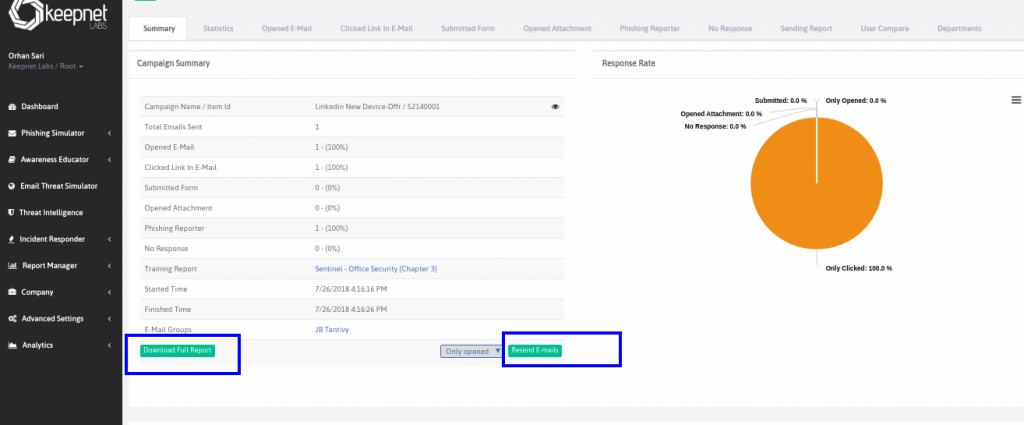 keepnet
LABS
Orhan Sari
Keepnet Labs / Root
Dashboard
Phishing Simulator
Awareness Educator
Email Threat Simulator
Threat Intelligence
Incident Responder
Report Manager
Company
Advanced Settings
Analytics
Summary Statistics Opened E-Mail Clicked Link In E-Mail Submitted Form Opened Attachment Phishing Reporter No Response Sending Report User Compare Departments
Campaign Summary
Campaign Name / Item Id Linkedin New Device-Dffr / 52140001
Total Emails Sent 1
Opened E-Mail 1 - (100%)
Clicked Link In E-Mail 1 - (100%)
Submitted Form 0 - (0%)
Opened Attachment 0 - (0%)
Phishing Reporter 1 - (100%)
No Response 0 - (0%)
Training Report Sentinel - Office Security (Chapter 3)
Started Time 7/26/2018 4:16:16 PM
Finished Time 7/26/2018 4:16:26 PM
E-Mail Groups JB Tantivy
Download Full Report Only opened Resend E-mails
Response Rate
Submitted: 0.0 % Only Opened: 0.0 %
Opened Attachment: 0.0 %
No Response: 0.0 %
Only Clicked: 100.0 %